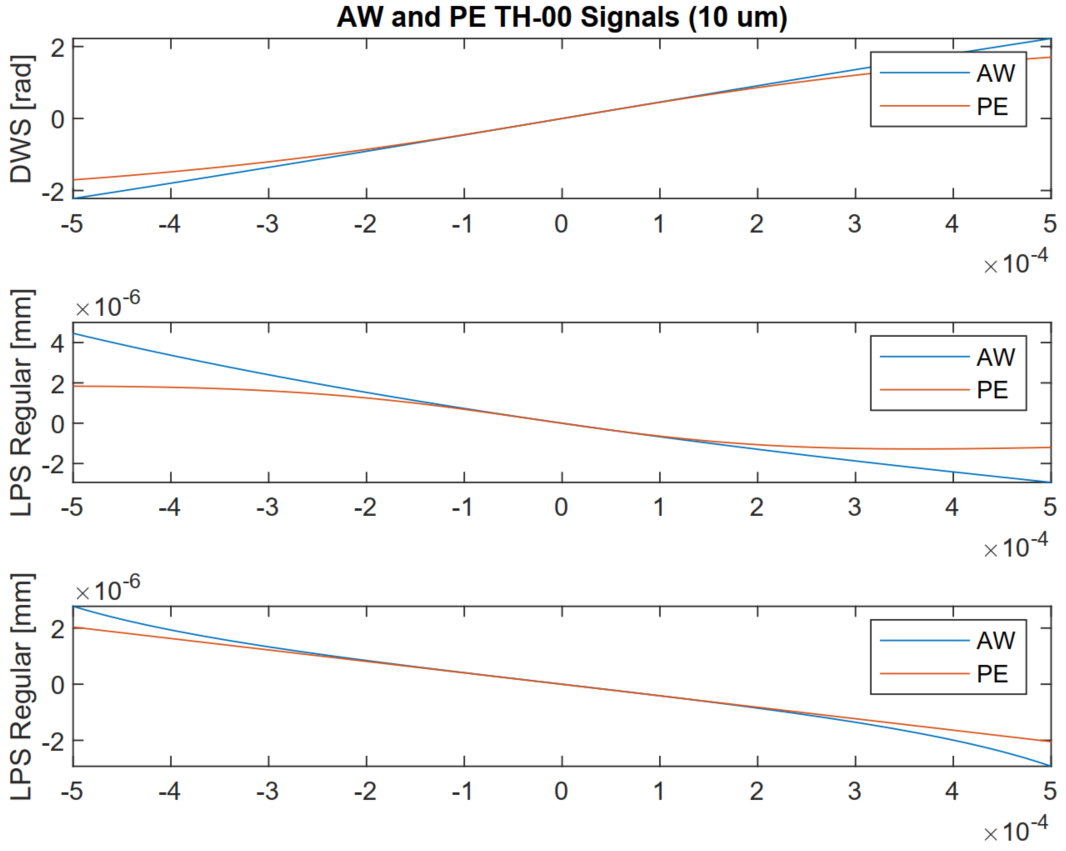 AW and PE TH-00 Signals (10 um)
DWS [rad]
2
0
-2
AW
PE
-5 -4 -3 -2 -1 0 1 2 3 4 5
×10-4
LPS Regular [mm]
×10-6
4
2
0
-2
AW
PE
-5 -4 -3 -2 -1 0 1 2 3 4 5
×10-4
LPS Regular [mm]
×10-6
2
0
-2
AW
PE
-5 -4 -3 -2 -1 0 1 2 3 4 5
×10-4